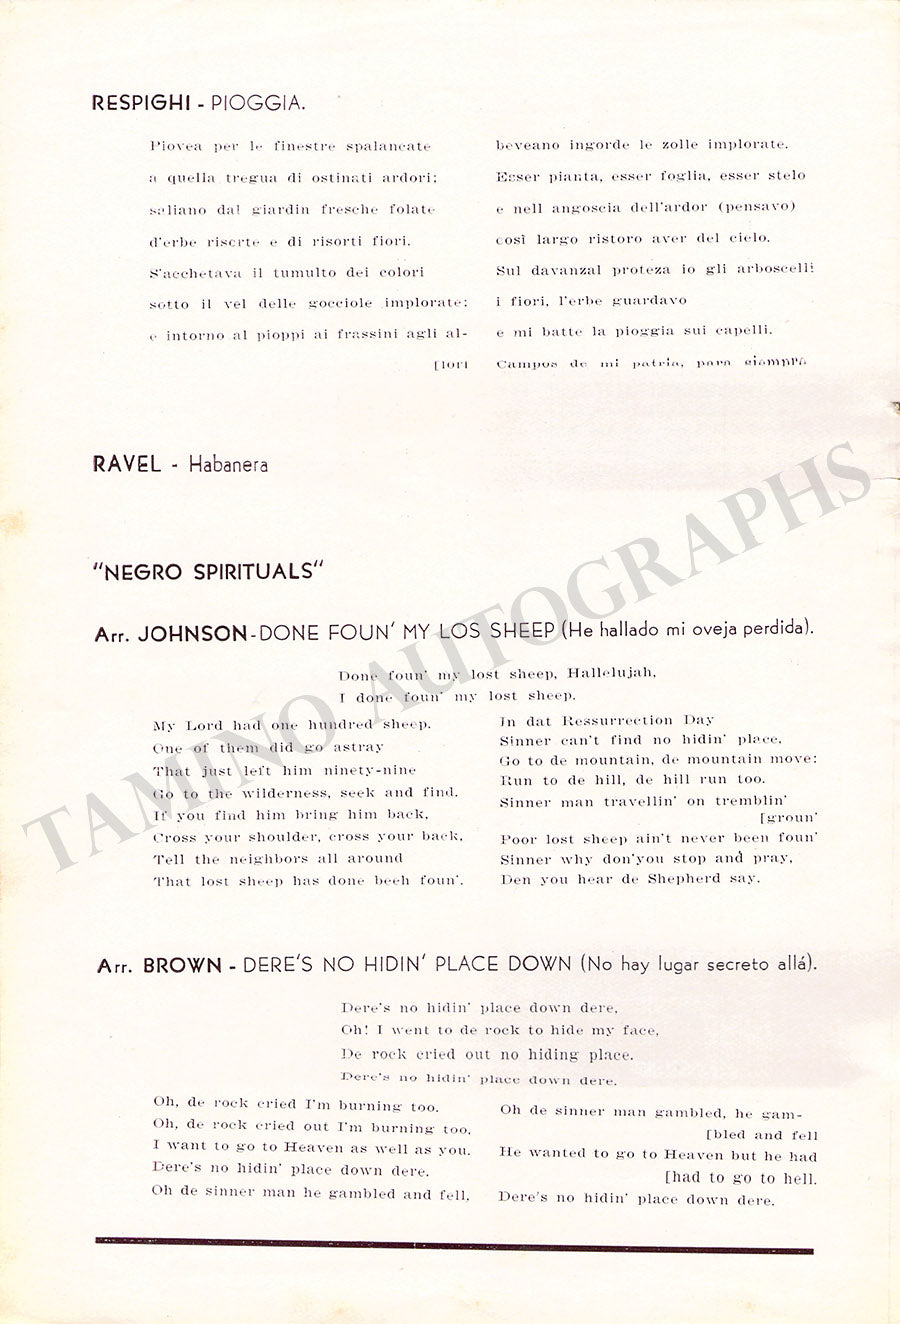 RESPIGHI - PIOGGIA.
Piovea per le finestre spalancate
a quella tregua di ostinati ardori;
saliano dal giardin fresche folate
d'erbe risorte e di risorti fiori.
S'acchetava il tumulto dei colori
sotto il vel delle gocciole implorate;
e intorno al pioppi ai frassini agli al-
[lori
beveano ingorde le zolle implorate.
Esser pianta, esser foglia, esser stelo
e nell angoscia dell'ardor (pensavo)
così largo ristoro aver del cielo.
Sul davanzal proteza io gli arboscelli
i fiori, l'erbe guardavo
e mi batte la pioggia sui capelli.
Campos de mi patria, para siempre
RAVEL - Habanera
"NEGRO SPIRITUALS"
Arr. JOHNSON-DONE FOUN' MY LOS SHEEP (He hallado mi oveja perdida).
Done foun' my lost sheep, Hallelujah,
I done foun' my lost sheep.
My Lord had one hundred sheep.
One of them did go astray
That just left him ninety-nine
Go to the wilderness, seek and find.
If you find him bring him back,
Cross your shoulder, cross your back,
Tell the neighbors all around
That lost sheep has done beeh foun'.
In dat Ressurrection Day
Sinner can't find no hidin' place,
Go to de mountain, de mountain move;
Run to de hill, de hill run too.
Sinner man travellin' on tremblin'
[groun'
Poor lost sheep ain't never been foun'
Sinner why don'you stop and pray,
Den you hear de Shepherd say.
Arr. BROWN - DERE'S NO HIDIN' PLACE DOWN (No hay lugar secreto allá).
Dere's no hidin' place down dere,
Oh! I went to de rock to hide my face,
De rock cried out no hiding place.
Dere's no hidin' place down dere.
Oh, de rock cried I'm burning too.
Oh, de rock cried out I'm burning too,
I want to go to Heaven as well as you.
Dere's no hidin' place down dere.
Oh de sinner man he gambled and fell,
Oh de sinner man gambled, he gam-
[bled and fell
He wanted to go to Heaven but he had
[had to go to hell.
Dere's no hidin' place down dere.
TAMINO AUTOGRAPHS